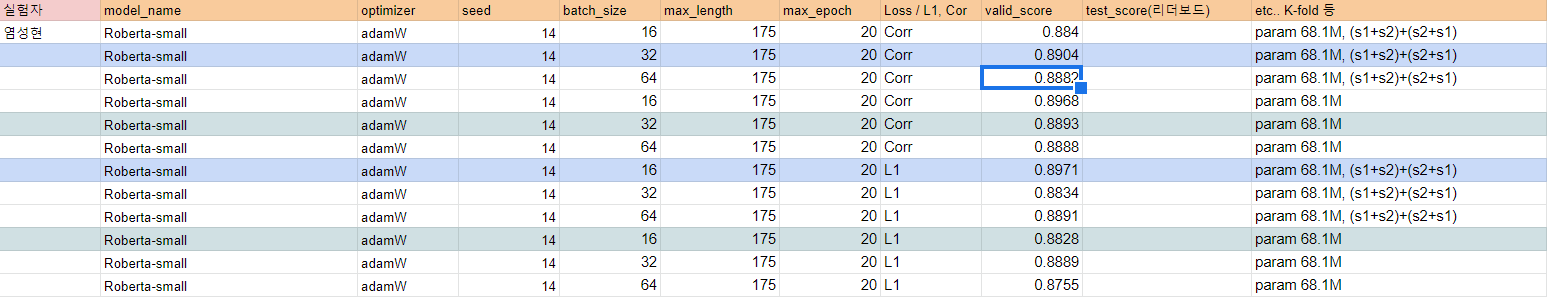 실험자 model_name optimizer seed batch_size max_length max_epoch Loss / L1, Cor valid_score test_score(리더보드) etc.. K-fold 등
염성현 Roberta-small adamW 14 16 175 20 Corr 0.884 param 68.1M, (s1+s2)+(s2+s1)
Roberta-small adamW 14 32 175 20 Corr 0.8904 param 68.1M, (s1+s2)+(s2+s1)
Roberta-small adamW 14 64 175 20 Corr 0.8882 param 68.1M, (s1+s2)+(s2+s1)
Roberta-small adamW 14 16 175 20 Corr 0.8968 param 68.1M
Roberta-small adamW 14 32 175 20 Corr 0.8893 param 68.1M
Roberta-small adamW 14 64 175 20 Corr 0.8888 param 68.1M
Roberta-small adamW 14 16 175 20 L1 0.8971 param 68.1M, (s1+s2)+(s2+s1)
Roberta-small adamW 14 32 175 20 L1 0.8834 param 68.1M, (s1+s2)+(s2+s1)
Roberta-small adamW 14 64 175 20 L1 0.8891 param 68.1M, (s1+s2)+(s2+s1)
Roberta-small adamW 14 16 175 20 L1 0.8828 param 68.1M
Roberta-small adamW 14 32 175 20 L1 0.8889 param 68.1M
Roberta-small adamW 14 64 175 20 L1 0.8755 param 68.1M